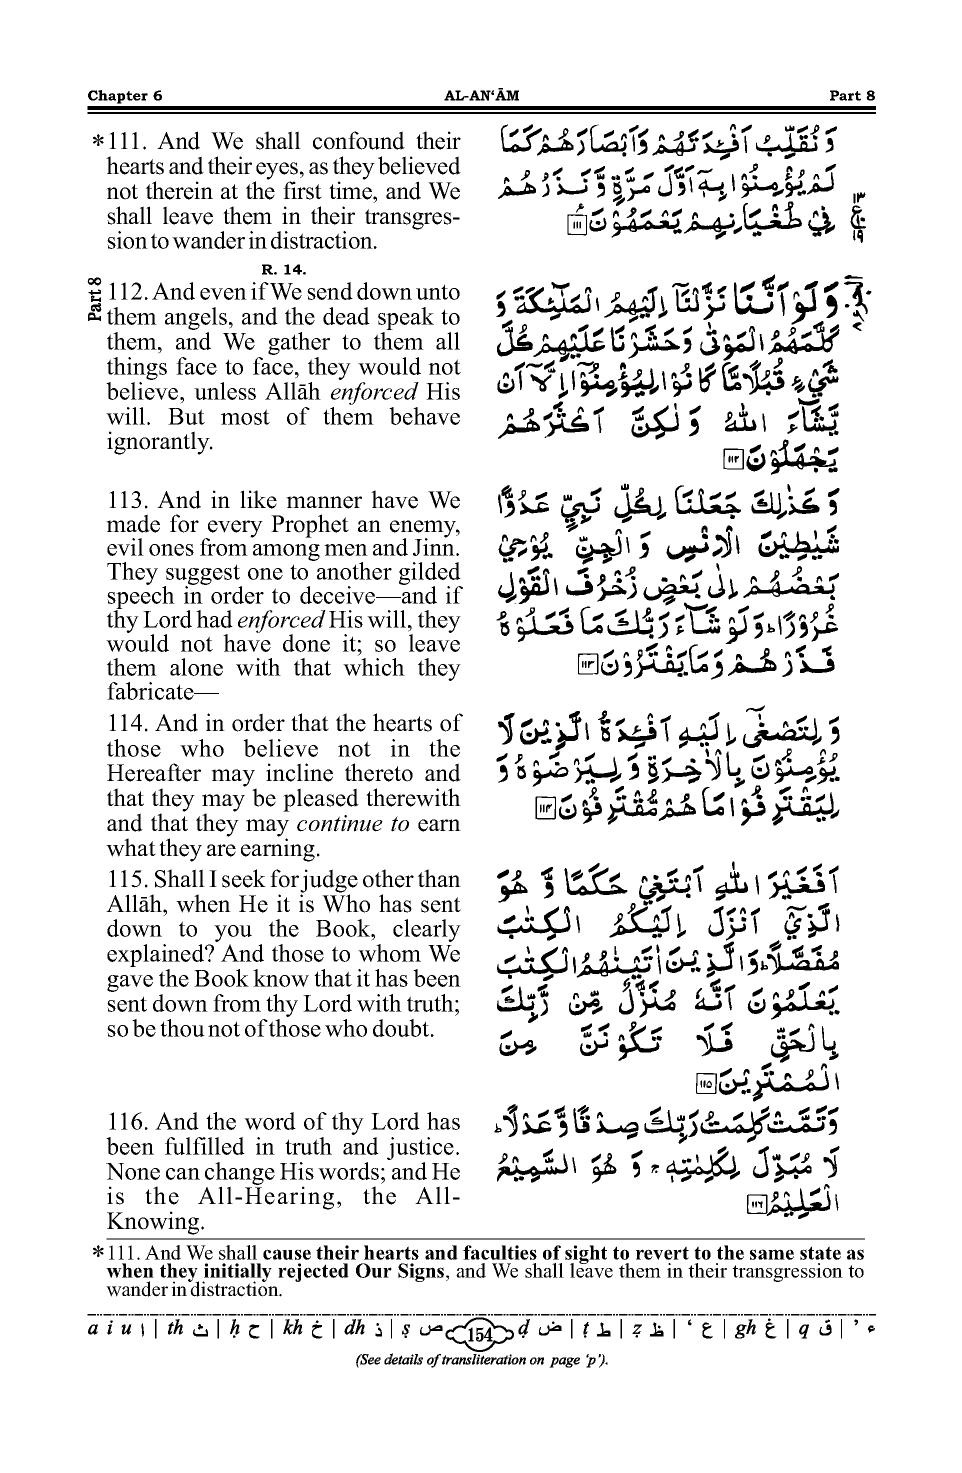 Chapter 6 AL-AN‘ĀM Part 8
*111. And We shall confound their
hearts and their eyes, as they believed
not therein at the first time, and We
shall leave them in their transgres-
sion to wander in distraction.
وَ نُقَلِّبُ اَفْـِٕدَتَهُمْ وَ اَبْصَارَهُمْ كَمَا
لَمْ يُؤْمِنُوْا بِهٖۤ اَوَّلَ مَرَّةٍ وَّ نَذَرُهُمْ
فِيْ طُغْيَانِهِمْ يَعْمَهُوْنَ ۝۱۱۱
R. 14.
Part 8
112. And even if We send down unto
them angels, and the dead speak to
them, and We gather to them all
things face to face, they would not
believe, unless Allāh enforced His
will. But most of them behave
ignorantly.
وَ لَوْ اَنَّنَا نَزَّلْنَاۤ اِلَيْهِمُ الْمَلٰٓئِكَةَ وَ
كَلَّمَهُمُ الْمَوْتٰى وَ حَشَرْنَا عَلَيْهِمْ كُلَّ
شَيْءٍ قُبُلًا مَّا كَانُوْا لِيُؤْمِنُوْۤا اِلَّاۤ اَنْ
يَّشَآءَ اللّٰهُ وَ لٰكِنَّ اَكْثَرَهُمْ
يَجْهَلُوْنَ ۝۱۱۲
113. And in like manner have We
made for every Prophet an enemy,
evil ones from among men and Jinn.
They suggest one to another gilded
speech in order to deceive—and if
thy Lord had enforced His will, they
would not have done it; so leave
them alone with that which they
fabricate—
وَ كَذٰلِكَ جَعَلْنَا لِكُلِّ نَبِيٍّ عَدُوًّا
شَيٰطِيْنَ الْاِنْسِ وَ الْجِنِّ يُوْحِيْ
بَعْضُهُمْ اِلٰى بَعْضٍ زُخْرُفَ الْقَوْلِ
غُرُوْرًا ؕ وَ لَوْ شَآءَ رَبُّكَ مَا فَعَلُوْهُ
فَذَرْهُمْ وَ مَا يَفْتَرُوْنَ ۝۱۱۳
114. And in order that the hearts of
those who believe not in the
Hereafter may incline thereto and
that they may be pleased therewith
and that they may continue to earn
what they are earning.
وَ لِتَصْغٰۤى اِلَيْهِ اَفْـِٕدَةُ الَّذِيْنَ لَا
يُؤْمِنُوْنَ بِالْاٰخِرَةِ وَ لِيَرْضَوْهُ وَ
لِيَقْتَرِفُوْا مَا هُمْ مُّقْتَرِفُوْنَ ۝۱۱۴
115. Shall I seek for judge other than
Allāh, when He it is Who has sent
down to you the Book, clearly
explained? And those to whom We
gave the Book know that it has been
sent down from thy Lord with truth;
so be thou not of those who doubt.
اَفَغَيْرَ اللّٰهِ اَبْتَغِيْ حَكَمًا وَّ هُوَ
الَّذِيْۤ اَنْزَلَ اِلَيْكُمُ الْكِتٰبَ
مُفَصَّلًا ؕ وَ الَّذِيْنَ اٰتَيْنٰهُمُ الْكِتٰبَ
يَعْلَمُوْنَ اَنَّهٗ مُنَزَّلٌ مِّنْ رَّبِّكَ
بِالْحَقِّ فَلَا تَكُوْنَنَّ مِنَ
الْمُمْتَرِيْنَ ۝۱۱۵
116. And the word of thy Lord has
been fulfilled in truth and justice.
None can change His words; and He
is the All-Hearing, the All-
Knowing.
وَ تَمَّتْ كَلِمَتُ رَبِّكَ صِدْقًا وَّ عَدْلًا ؕ
لَا مُبَدِّلَ لِكَلِمٰتِهٖ ۚ وَ هُوَ السَّمِيْعُ
الْعَلِيْمُ ۝۱۱۶
*111. And We shall cause their hearts and faculties of sight to revert to the same state as
when they initially rejected Our Signs, and We shall leave them in their transgression to
wander in distraction.
a i u ا | th ث | ḥ ح | kh خ | dh ذ | ṣ ص 154 ḍ ض | ṭ ط | ẓ ظ | ‘ ع | gh غ | q ق | ’ ء
(See details of transliteration on page ‘p’).